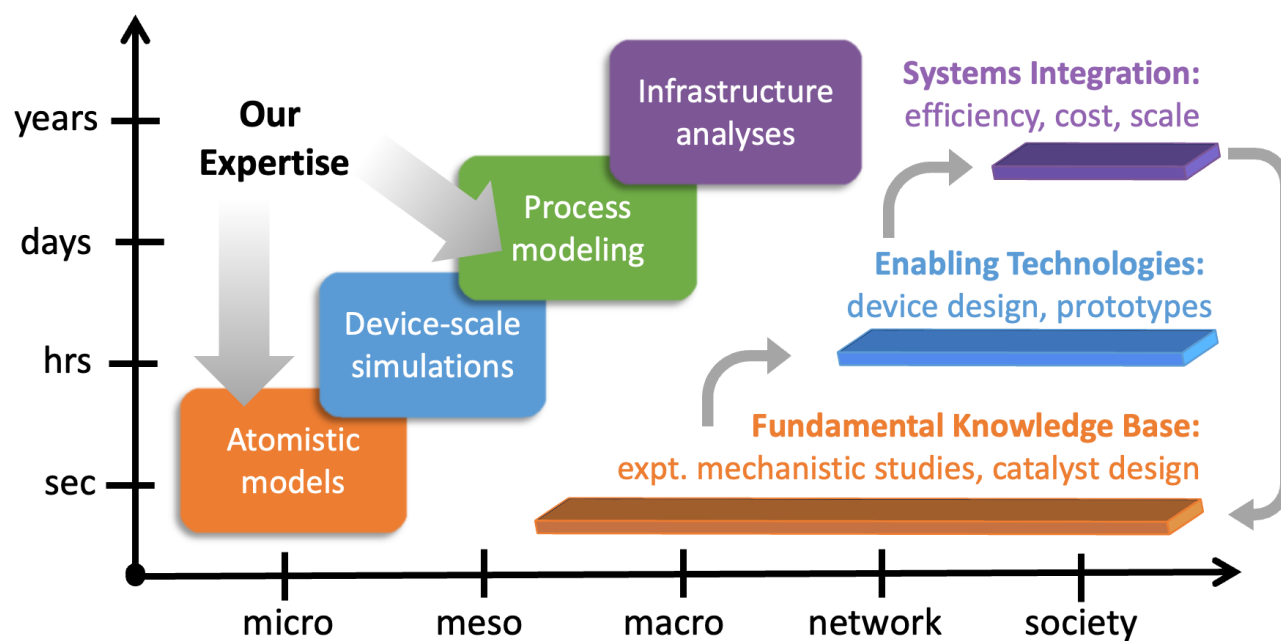 years
days
hrs
sec
Our
Expertise
Infrastructure
analyses
Process
modeling
Device-scale
simulations
Atomistic
models
Systems Integration:
efficiency, cost, scale
Enabling Technologies:
device design, prototypes
Fundamental Knowledge Base:
expt. mechanistic studies, catalyst design
micro
meso
macro
network
society